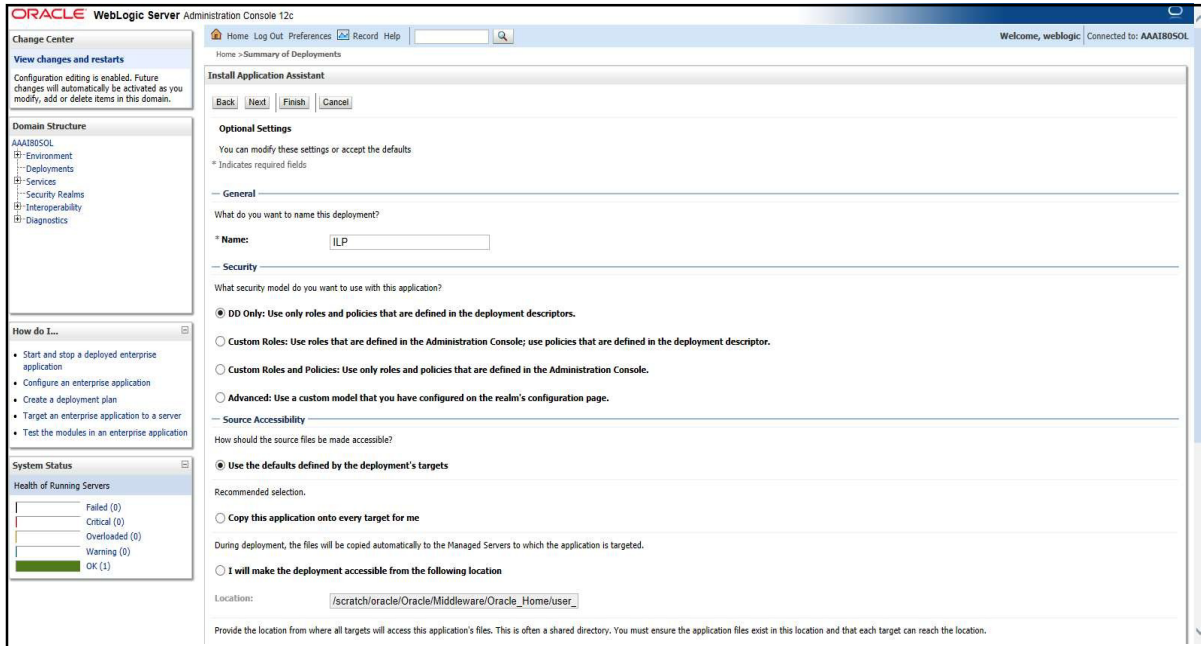 ORACLE WebLogic Server Administration Console 12c
Change Center
View changes and restarts
Configuration editing is enabled. Future
changes will automatically be activated as you
modify, add or delete items in this domain.
Domain Structure
AAAI80SOL
Environment
Deployments
Services
Security Realms
Interoperability
Diagnostics
How do I...
Start and stop a deployed enterprise
application
Configure an enterprise application
Create a deployment plan
Target an enterprise application to a server
Test the modules in an enterprise application
System Status
Health of Running Servers
Failed (0)
Critical (0)
Overloaded (0)
Warning (0)
OK (1)
Home Log Out Preferences Record Help
Welcome, weblogic Connected to: AAAI80SOL
Home >Summary of Deployments
Install Application Assistant
Back Next Finish Cancel
Optional Settings
You can modify these settings or accept the defaults
* Indicates required fields
General
What do you want to name this deployment?
* Name: ILP
Security
What security model do you want to use with this application?
DD Only: Use only roles and policies that are defined in the deployment descriptors.
Custom Roles: Use roles that are defined in the Administration Console; use policies that are defined in the deployment descriptor.
Custom Roles and Policies: Use only roles and policies that are defined in the Administration Console.
Advanced: Use a custom model that you have configured on the realm's configuration page.
Source Accessibility
How should the source files be made accessible?
Use the defaults defined by the deployment's targets
Recommended selection.
Copy this application onto every target for me
During deployment, the files will be copied automatically to the Managed Servers to which the application is targeted.
I will make the deployment accessible from the following location
Location: /scratch/oracle/Oracle/Middleware/Oracle_Home/user_
Provide the location from where all targets will access this application's files. This is often a shared directory. You must ensure the application files exist in this location and that each target can reach the location.